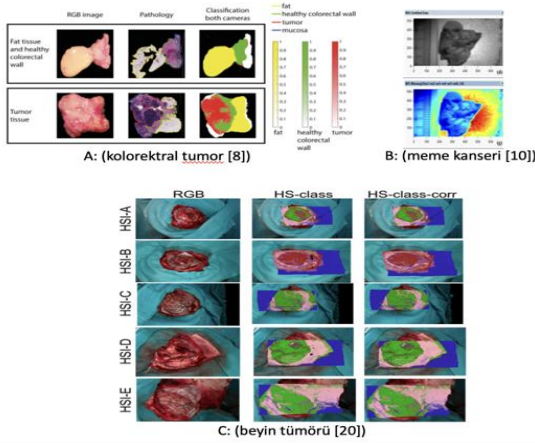 RGB image
Pathology
Classification both cameras
Fat tissue and healthy colorectal wall
Tumor tissue
fat
healthy colorectal wall
tumor
mucosa
fat
healthy colorectal wall
tumor
A: (kolorektral tumor [8])
B: (meme kanseri [10])
RGB
HS-class
HS-class-corr
HSI-A
HSI-B
HSI-C
HSI-D
HSI-E
C: (beyin tümörü [20])